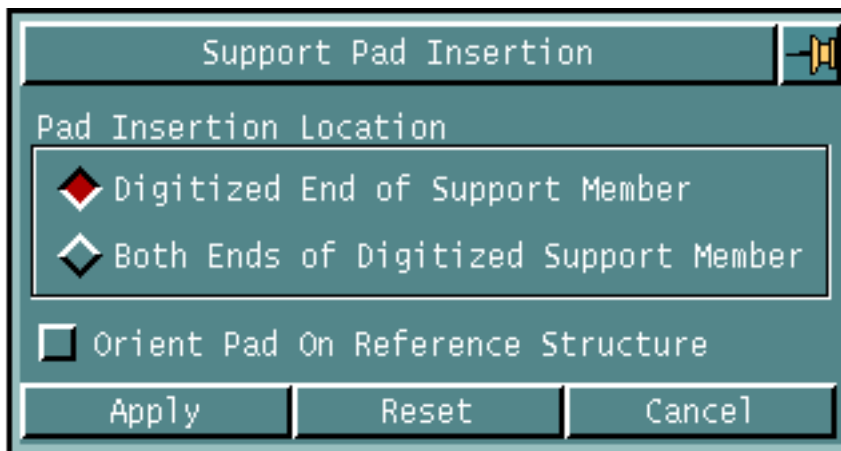 Support Pad Insertion
Pad Insertion Location
Digitized End of Support Member
Both Ends of Digitized Support Member
Orient Pad On Reference Structure
Apply Reset Cancel